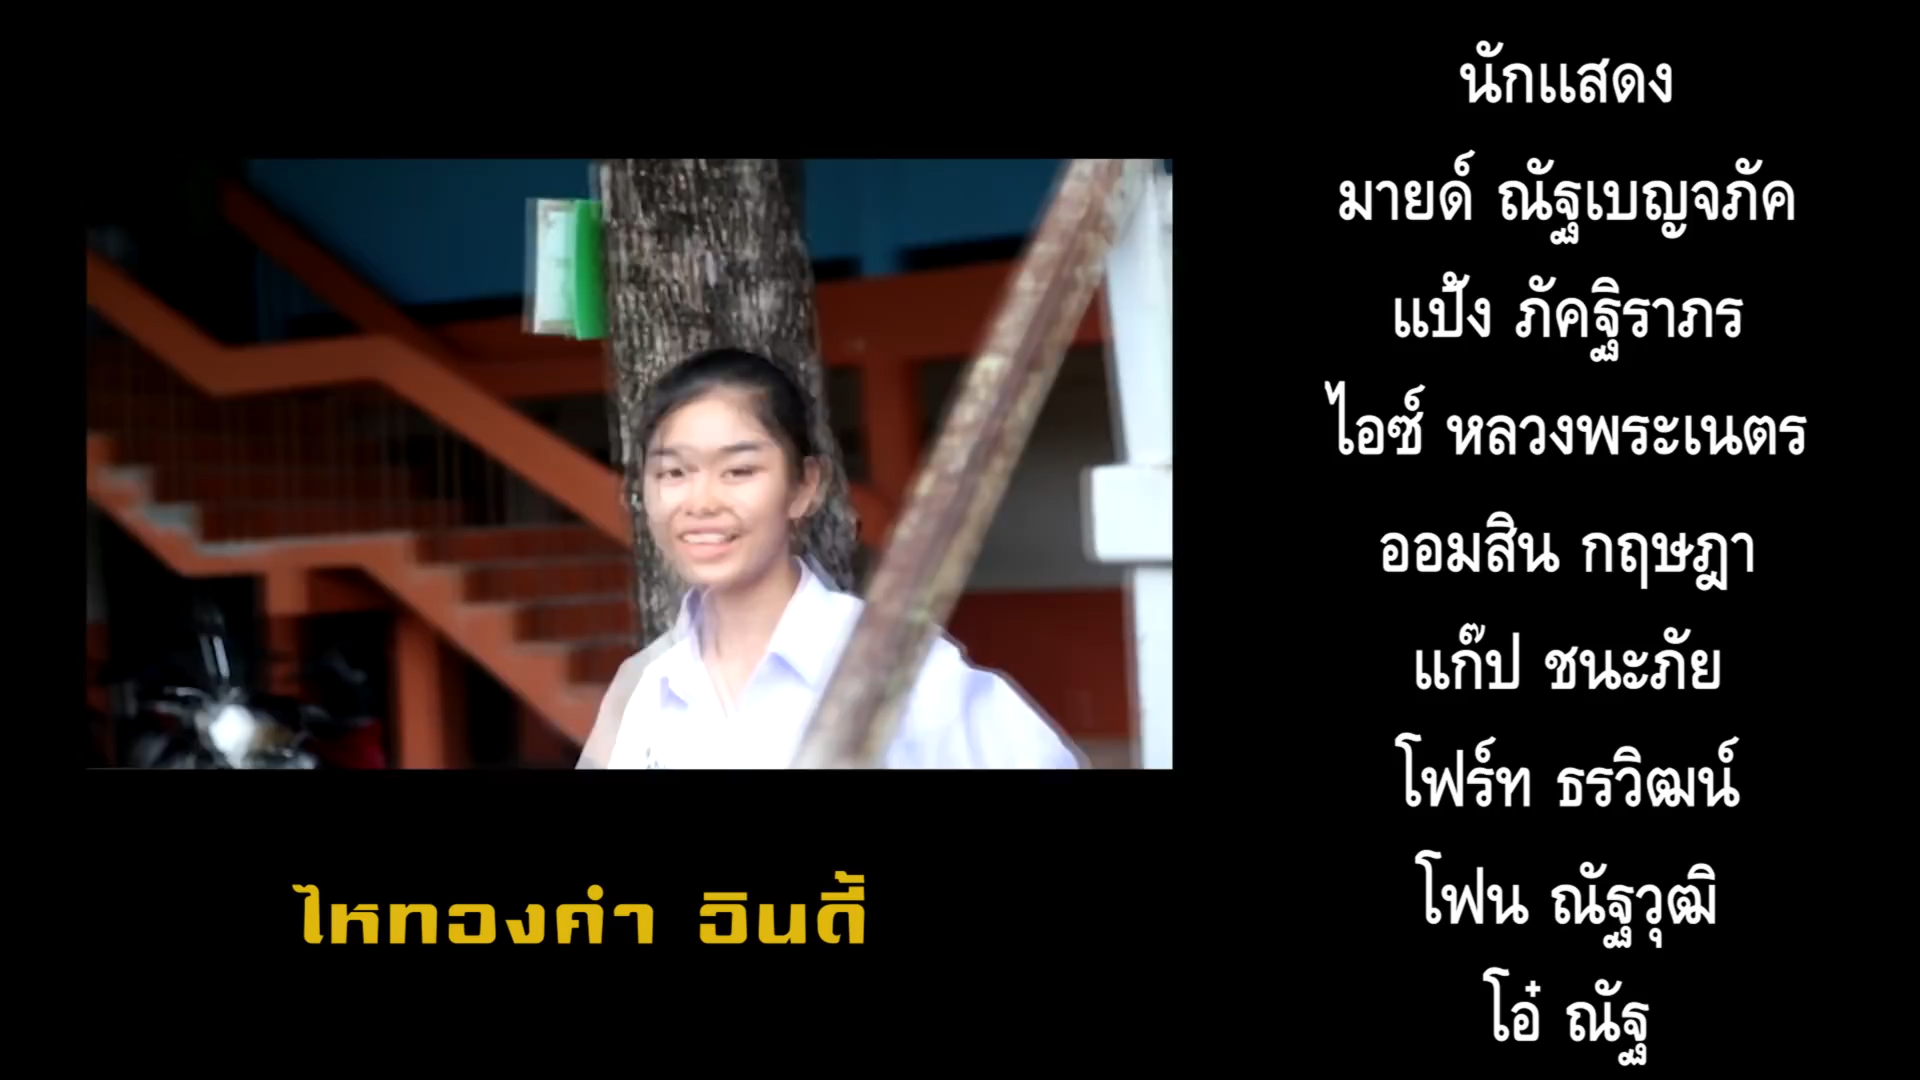 นักแสดง
มายด์ ณัฐเบญจภัค
แป้ง ภัคฐิราภร
ไอซ์ หลวงพระเนตร
ออมสิน กฤษฎา
แก๊ป ชนะภัย
โฟร์ท ธรวิฒน์
โฟน ณัฐวุฒิ
โอ๋ ณัฐ
ไหทองคำ อินดี้